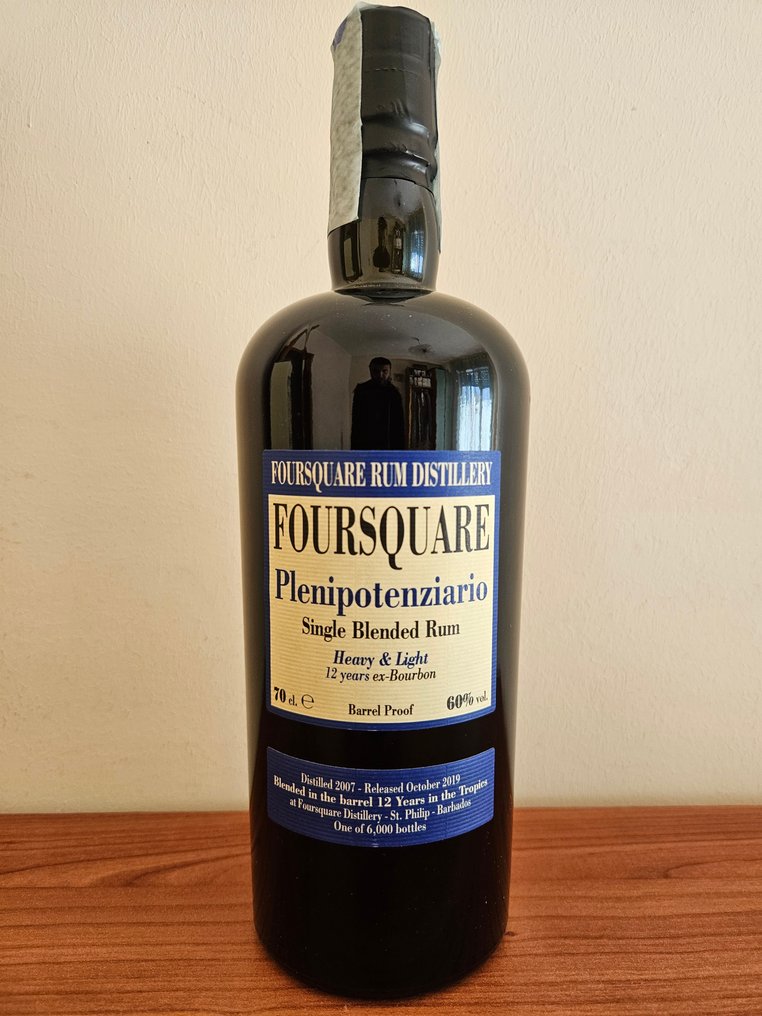 FOURSQUARE RUM DISTILLERY
FOURSQUARE
Plenipotenziario
Single Blended Rum
Heavy & Light
12 years ex-Bourbon
70 cl. ℮ Barrel Proof 60% vol.
Distilled 2007 - Released October 2019
Blended in the barrel 12 Years in the Tropics
at Foursquare Distillery - St. Philip - Barbados
One of 6,000 bottles